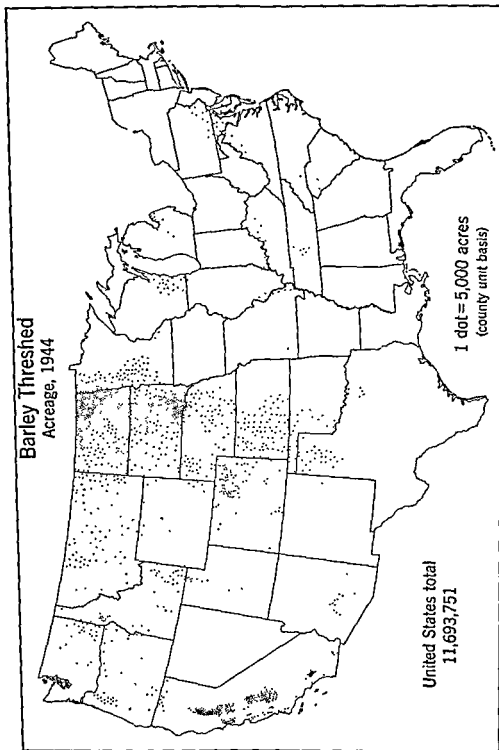 Barley Threshed
Acreage, 1944
United States total
11,693,751
1 dot = 5,000 acres
(county unit basis)